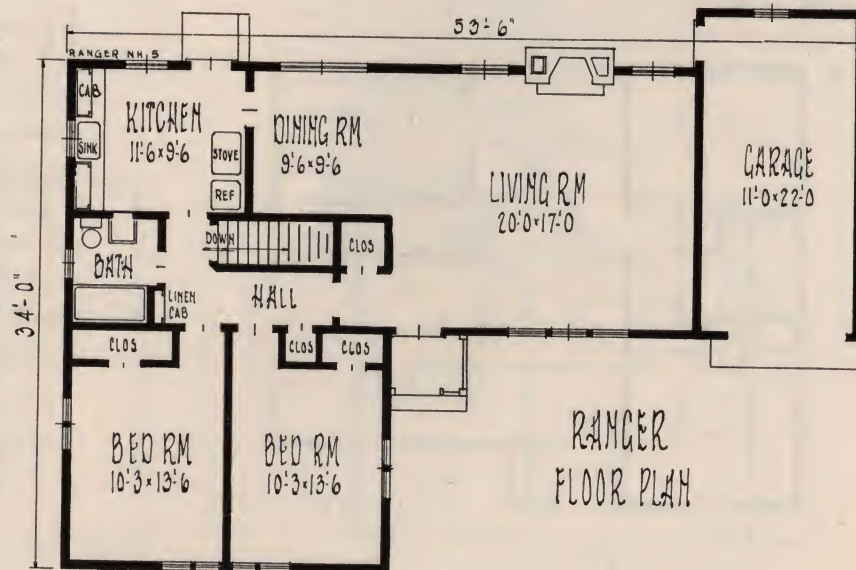 53'-6"
RANGER NH 5
CAB
KITCHEN
11'-6 x 9'-6
SINK
STOVE
REF
DINING RM
9'-6 x 9'-6
LIVING RM
20'-0 x 17'-0
GARAGE
11'-0 x 22'-0
34'-0"
BATH
DOWN
CLOS
LINEN
CAB
HALL
CLOS
CLOS
CLOS
BED RM
10'-3 x 13'-6
BED RM
10'-3 x 13'-6
RANGER
FLOOR PLAN